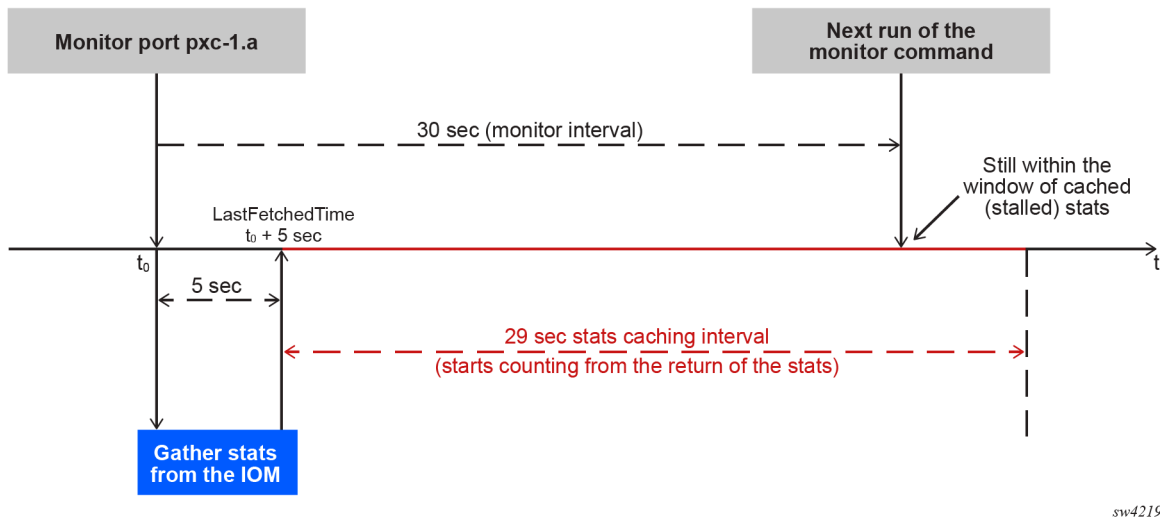 Monitor port pxc-1.a
Next run of the
monitor command
30 sec (monitor interval)
Still within the
window of cached
(stalled) stats
LastFetchedTime
t₀ + 5 sec
t₀
t
5 sec
29 sec stats caching interval
(starts counting from the return of the stats)
Gather stats
from the IOM
sw4219